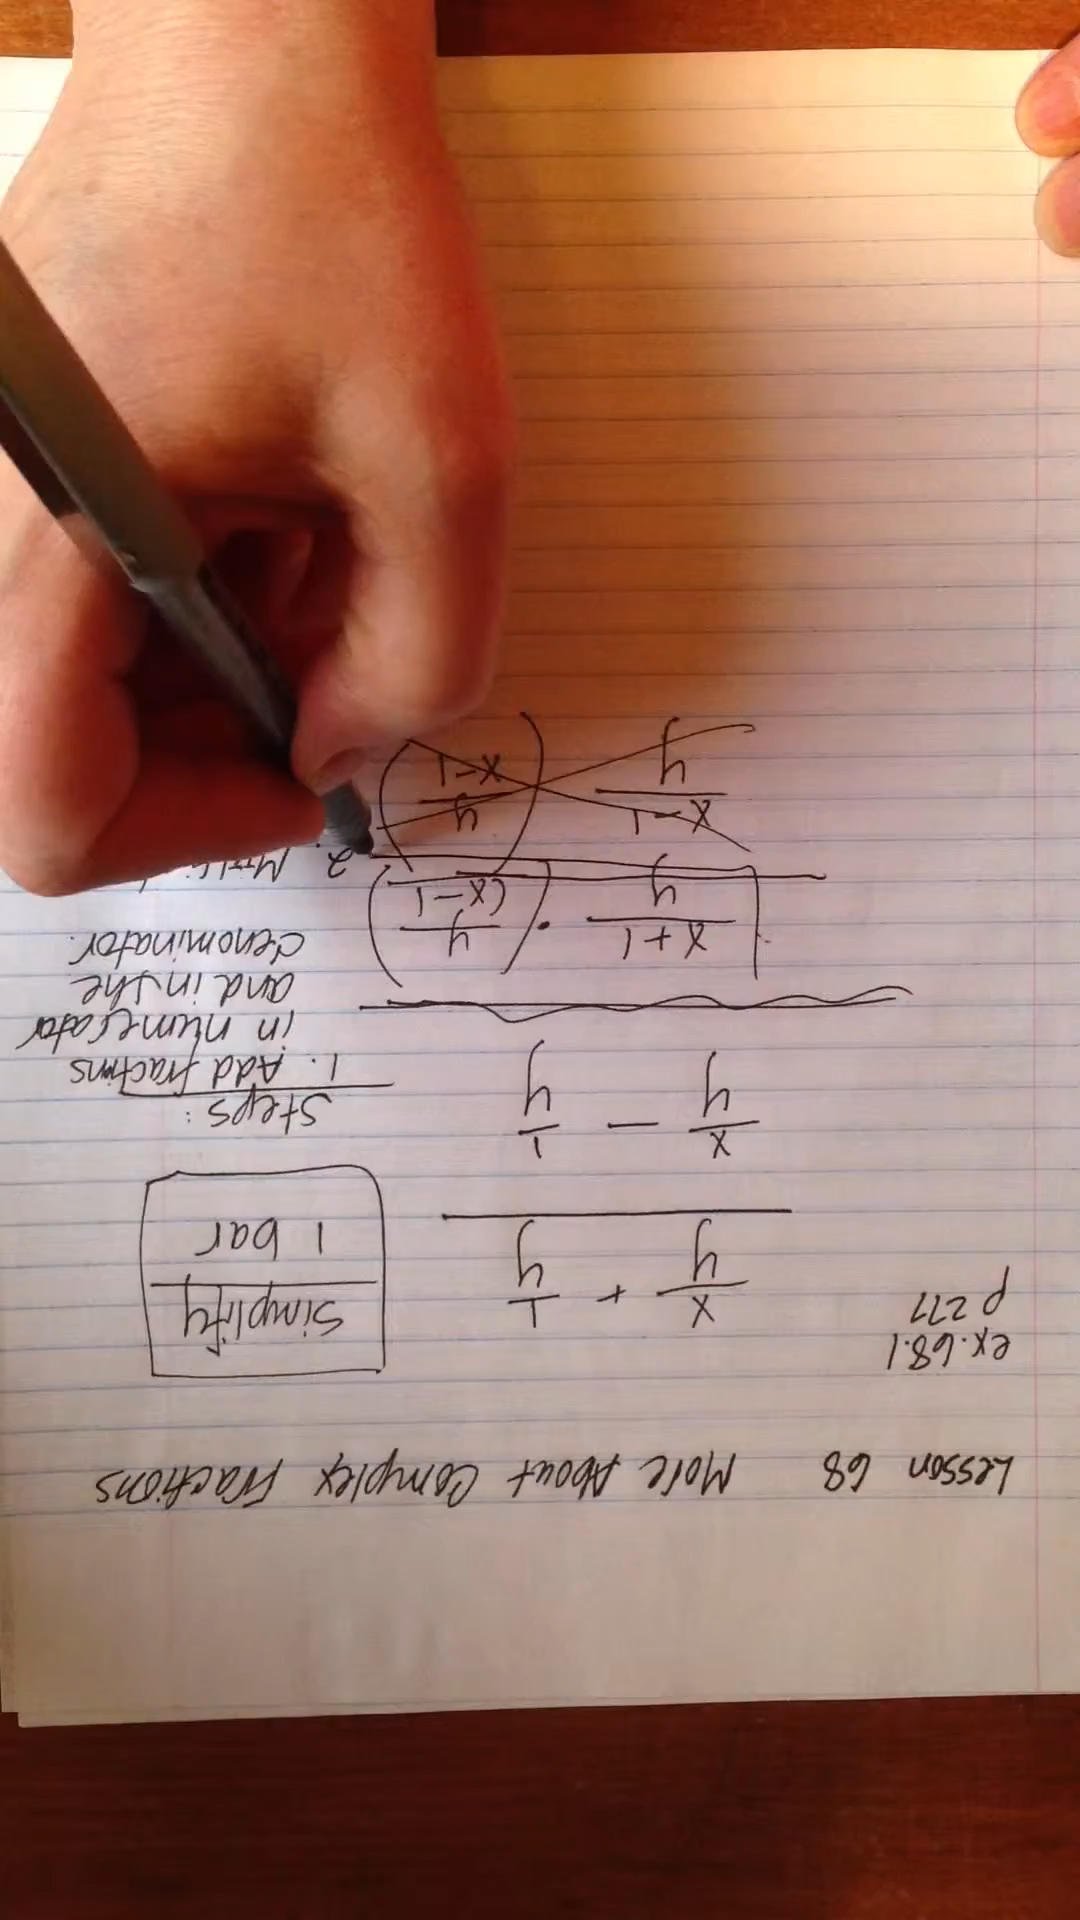 Lesson 68 More About Complex Fractions
ex. 68.1
p 277
x/y + 1/y
x/y - 1/y
Simplify
1 bar
Steps:
1. Add fractions
in numerator
and in the
denominator.
2.
x+1/y · (y/(x-1))
x-1/y (y/x-1)